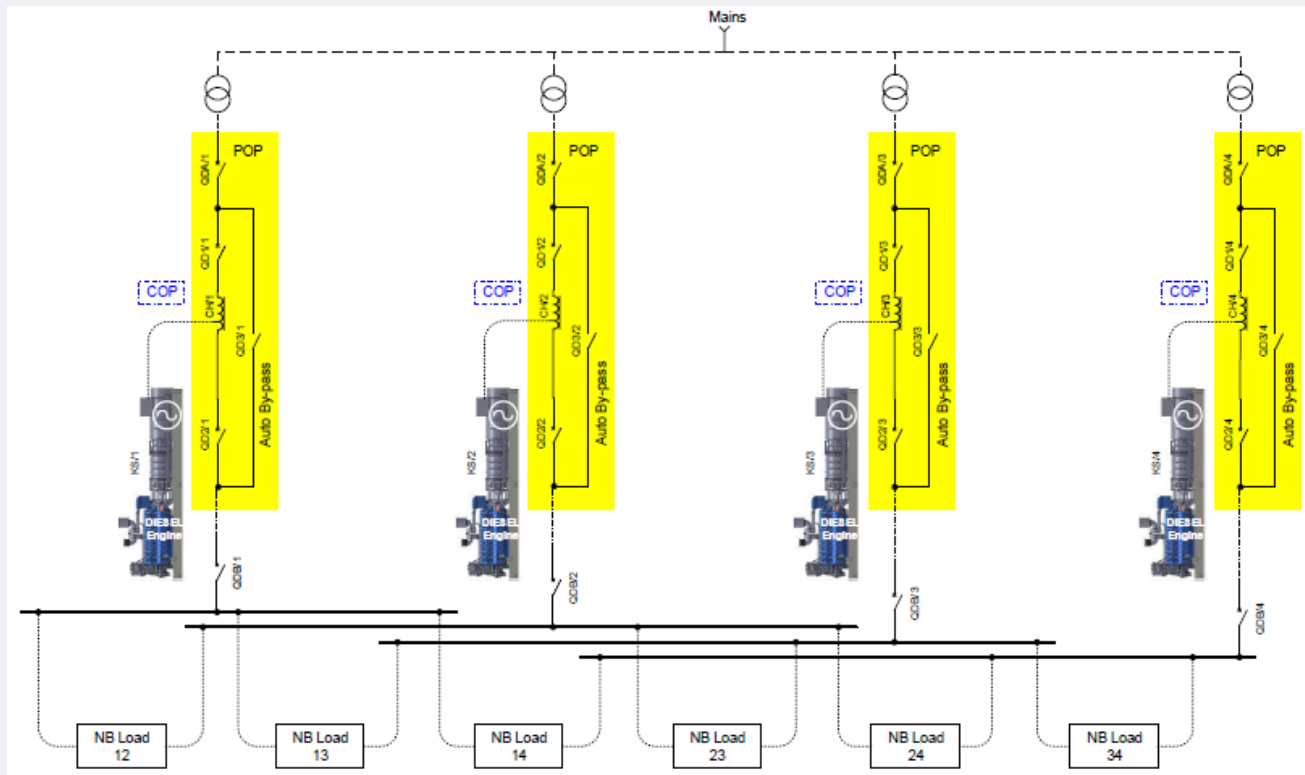 Mains
POP
POP
POP
POP
QDA/1
QDA/2
QDA/3
QDA/4
QD1/1
QD1/2
QD1/3
QD1/4
COP
COP
COP
COP
CH/1
CH/2
CH/3
CH/4
QD3/1
QD3/2
QD3/3
QD3/4
Auto By-pass
Auto By-pass
Auto By-pass
Auto By-pass
QD2/1
QD2/2
QD2/3
QD2/4
KS/1
KS/2
KS/3
KS/4
DIESEL
Engine
DIESEL
Engine
DIESEL
Engine
DIESEL
Engine
QDB/1
QDB/2
QDB/3
QDB/4
NB Load
12
NB Load
13
NB Load
14
NB Load
23
NB Load
24
NB Load
34